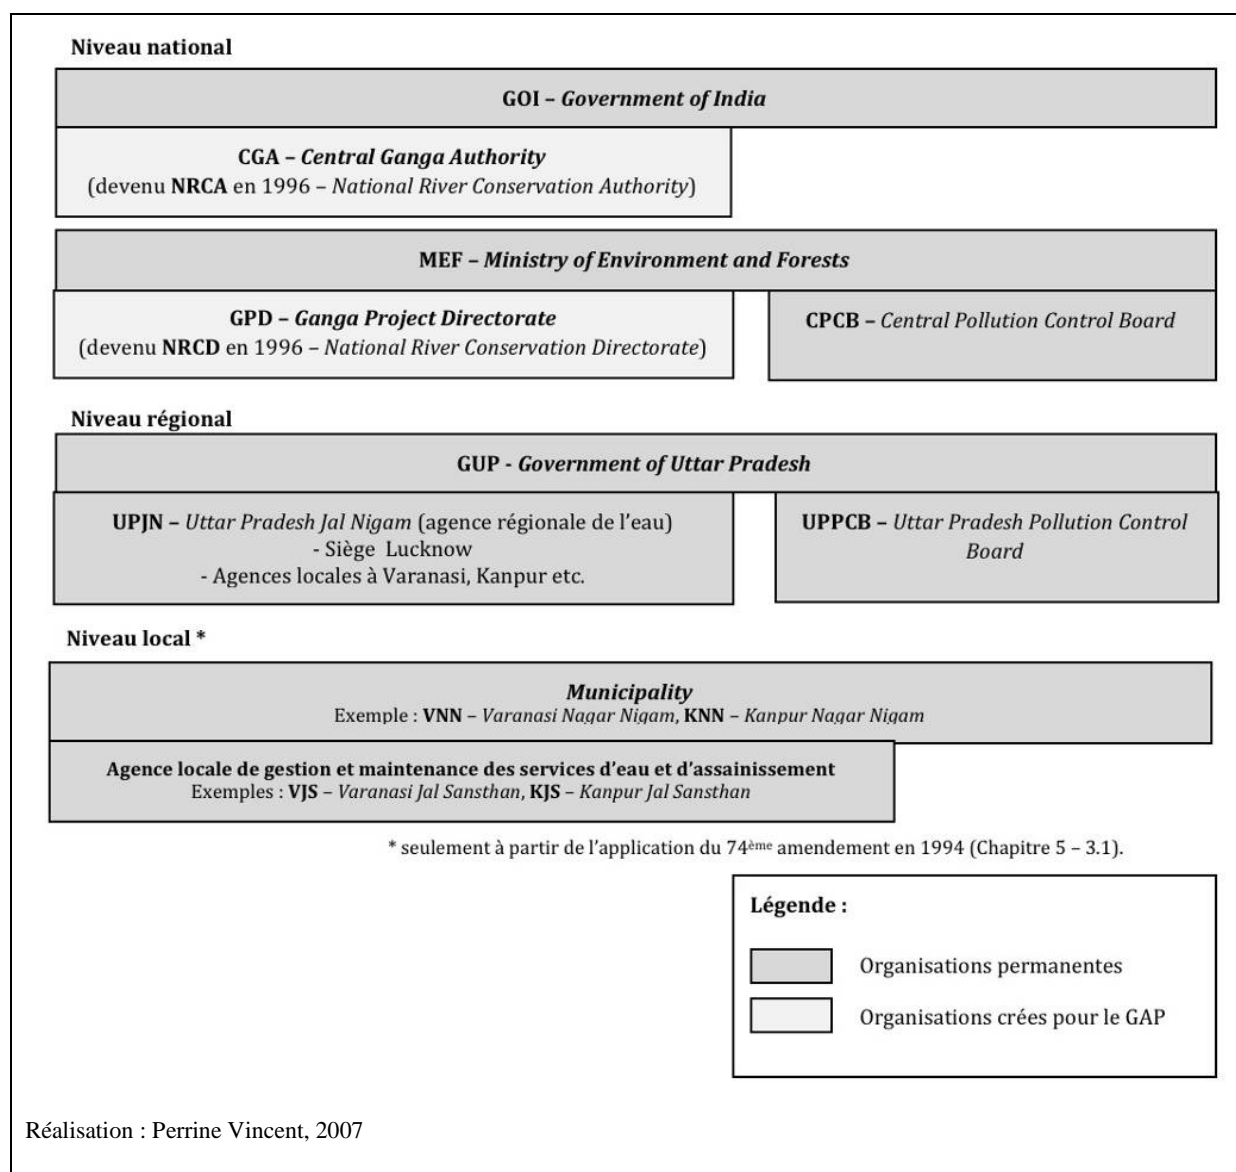 Niveau national
GOI – Government of India
CGA – Central Ganga Authority
(devenu NRCA en 1996 – National River Conservation Authority)
MEF – Ministry of Environment and Forests
GPD – Ganga Project Directorate
(devenu NRCD en 1996 – National River Conservation Directorate)
CPCB – Central Pollution Control Board
Niveau régional
GUP - Government of Uttar Pradesh
UPJN – Uttar Pradesh Jal Nigam (agence régionale de l'eau)
- Siège Lucknow
- Agences locales à Varanasi, Kanpur etc.
UPPCB – Uttar Pradesh Pollution Control
Board
Niveau local *
Municipality
Exemple : VNN – Varanasi Nagar Nigam, KNN – Kanpur Nagar Nigam
Agence locale de gestion et maintenance des services d'eau et d'assainissement
Exemples : VJS – Varanasi Jal Sansthan, KJS – Kanpur Jal Sansthan
* seulement à partir de l'application du 74ème amendement en 1994 (Chapitre 5 – 3.1).
Légende :
Organisations permanentes
Organisations crées pour le GAP
Réalisation : Perrine Vincent, 2007